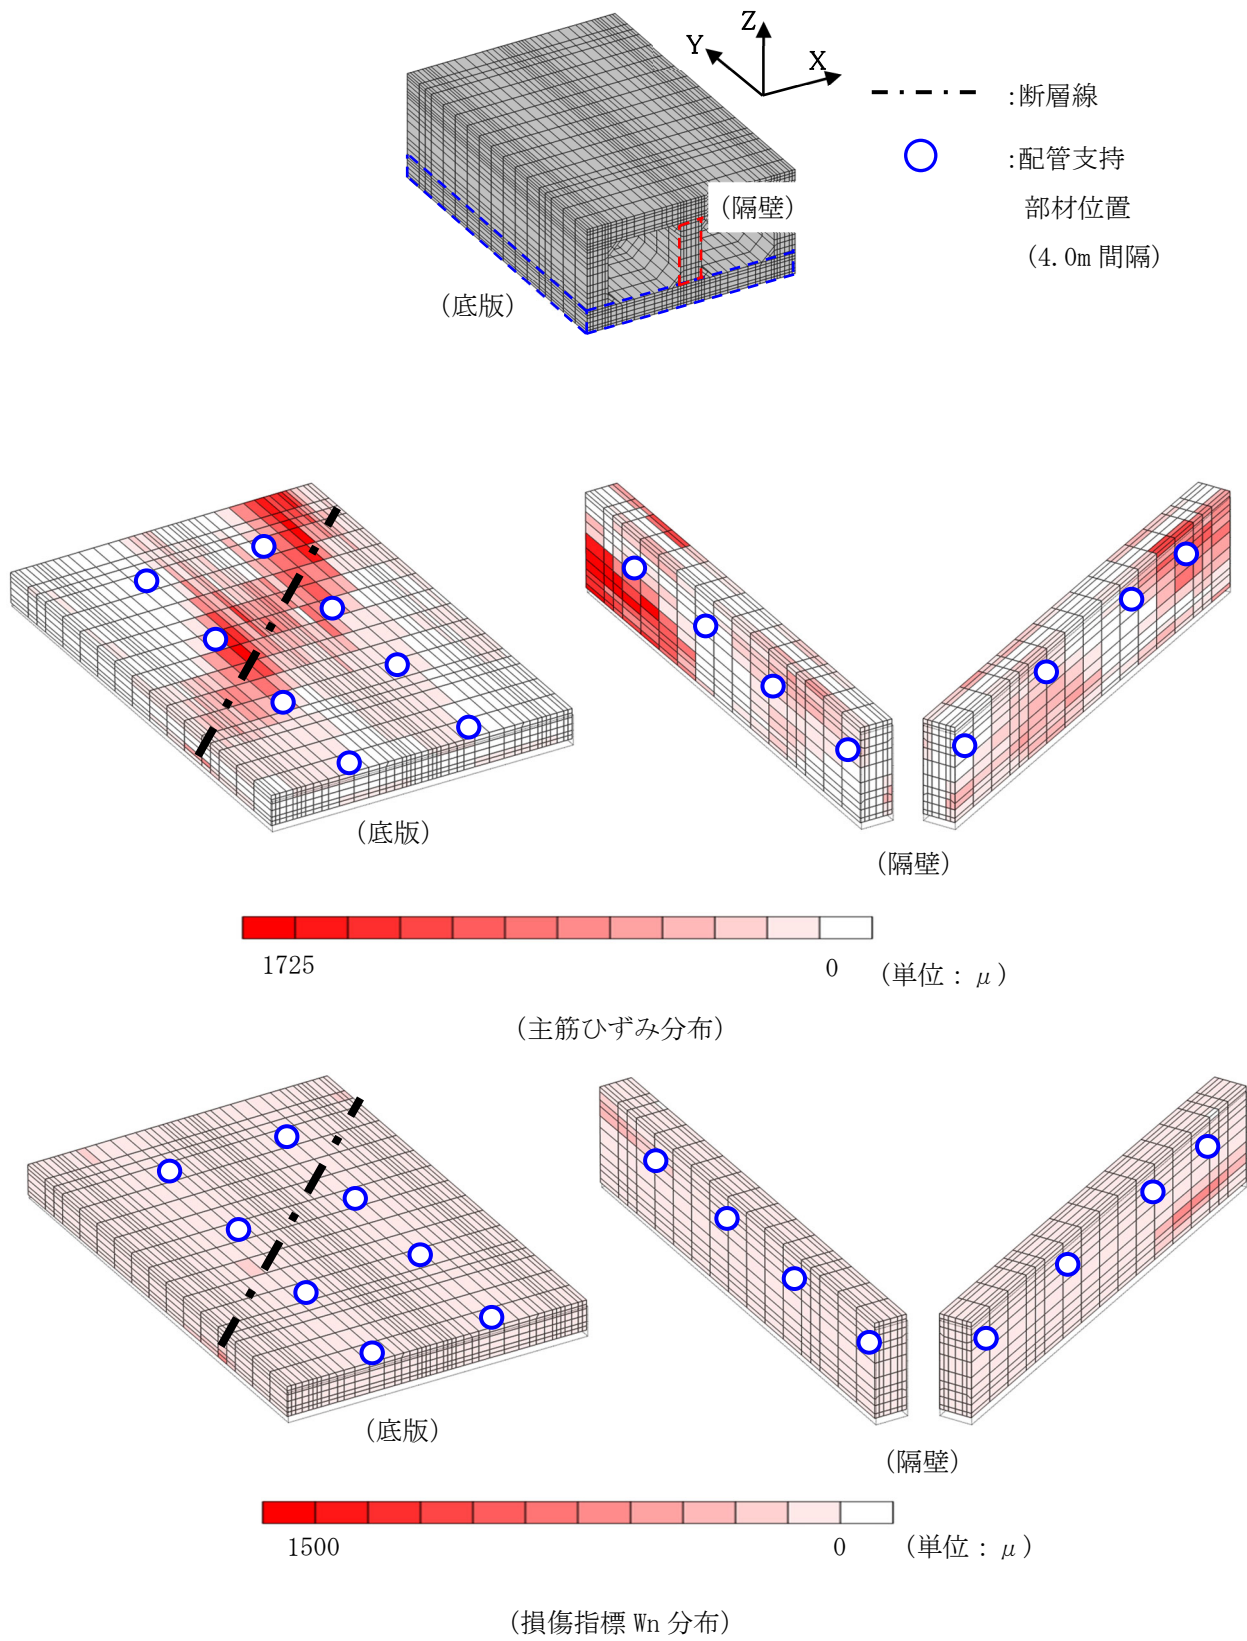 Z
Y
X
:断層線
:配管支持
部材位置
(4.0m 間隔)
(隔壁)
(底版)
(底版)
(隔壁)
1725
0
(単位:μ)
(主筋ひずみ分布)
(底版)
(隔壁)
1500
0
(単位:μ)
(損傷指標 Wn 分布)